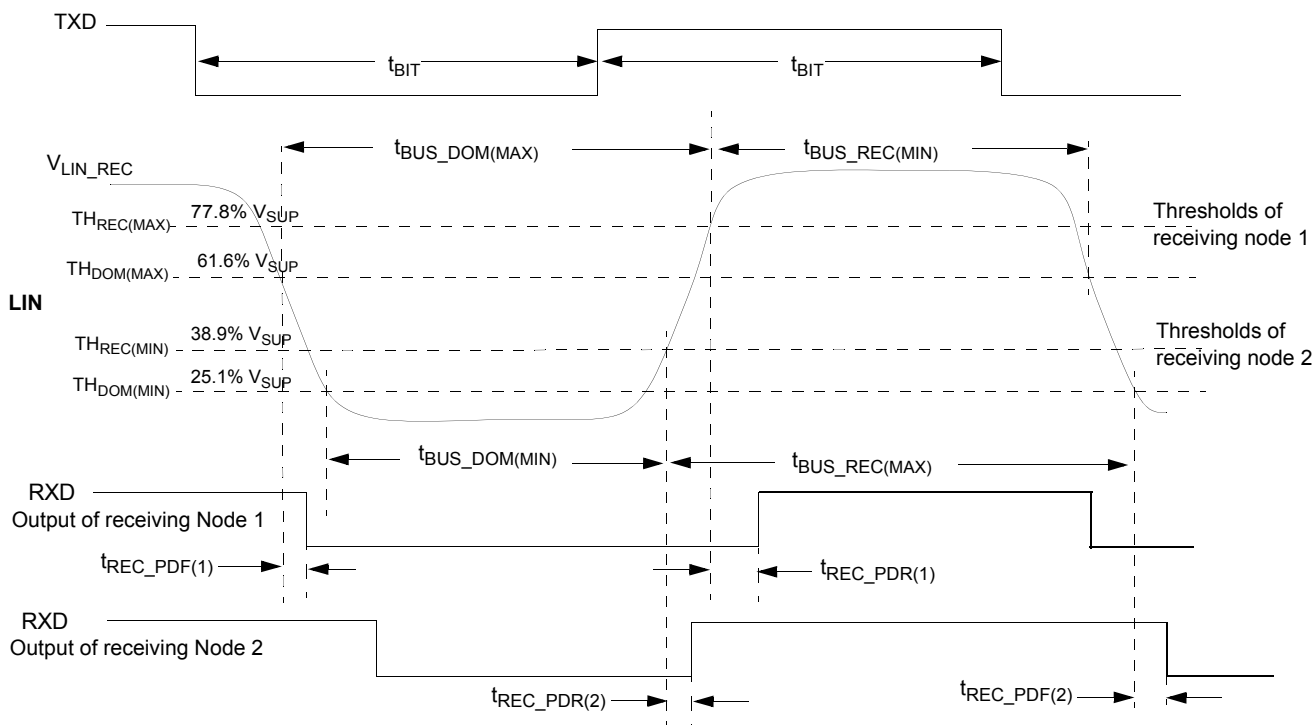 TXD
tBIT
tBIT
tBUS_DOM(MAX)
tBUS_REC(MIN)
VLIN_REC
THREC(MAX) 77.8% VSUP
Thresholds of
receiving node 1
THDOM(MAX) 61.6% VSUP
LIN
THREC(MIN) 38.9% VSUP
Thresholds of
receiving node 2
THDOM(MIN) 25.1% VSUP
tBUS_DOM(MIN)
tBUS_REC(MAX)
RXD
Output of receiving Node 1
tREC_PDF(1)
tREC_PDR(1)
RXD
Output of receiving Node 2
tREC_PDR(2)
tREC_PDF(2)